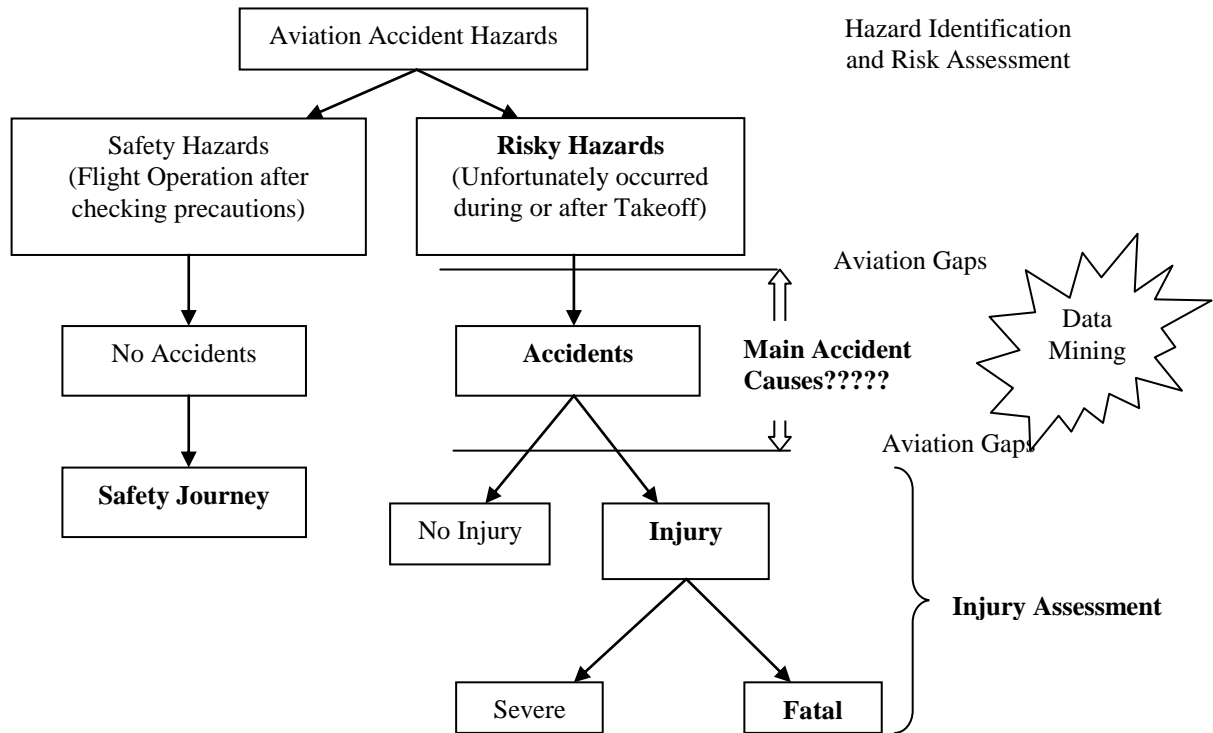 Aviation Accident Hazards
Hazard Identification
and Risk Assessment
Safety Hazards
(Flight Operation after
checking precautions)
Risky Hazards
(Unfortunately occurred
during or after Takeoff)
Aviation Gaps
Data
Mining
No Accidents
Accidents
Main Accident
Causes?????
Aviation Gaps
Safety Journey
No Injury
Injury
Injury Assessment
Severe
Fatal